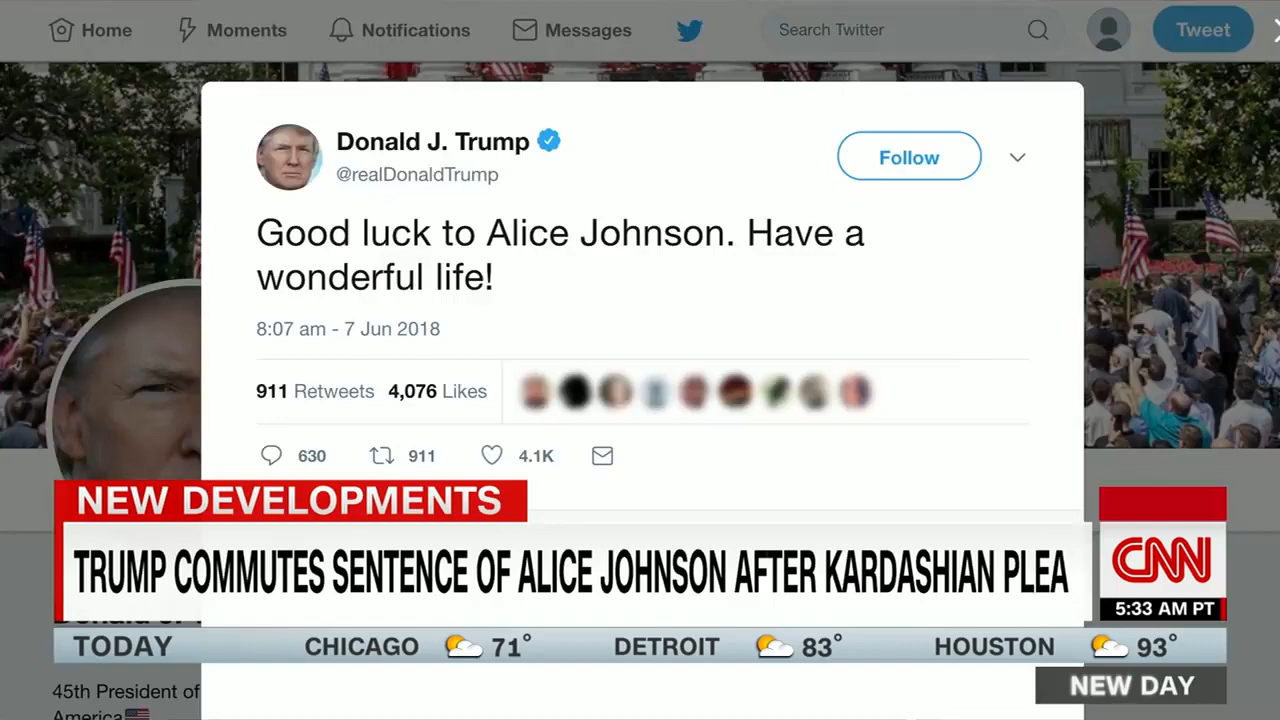 Home Moments Notifications Messages Search Twitter Tweet
Donald J. Trump
@realDonaldTrump
Follow
Good luck to Alice Johnson. Have a
wonderful life!
8:07 am - 7 Jun 2018
911 Retweets 4,076 Likes
630 911 4.1K
NEW DEVELOPMENTS
TRUMP COMMUTES SENTENCE OF ALICE JOHNSON AFTER KARDASHIAN PLEA
CNN
5:33 AM PT
TODAY CHICAGO 71° DETROIT 83° HOUSTON 93°
45th President of
America
NEW DAY